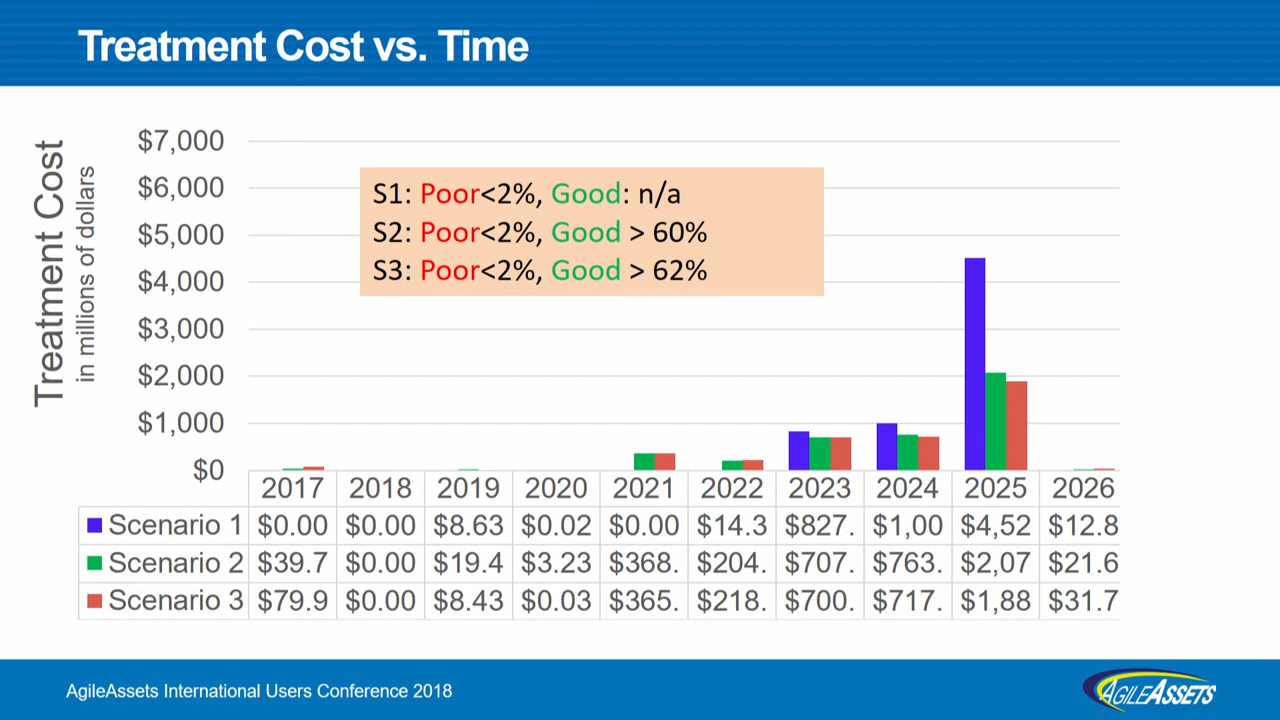 Treatment Cost vs. Time
Treatment Cost
in millions of dollars
$7,000
$6,000
$5,000
$4,000
$3,000
$2,000
$1,000
$0
S1: Poor<2%, Good: n/a
S2: Poor<2%, Good > 60%
S3: Poor<2%, Good > 62%
2017 2018 2019 2020 2021 2022 2023 2024 2025 2026
Scenario 1 $0.00 $0.00 $8.63 $0.02 $0.00 $14.3 $827. $1,00 $4,52 $12.8
Scenario 2 $39.7 $0.00 $19.4 $3.23 $368. $204. $707. $763. $2,07 $21.6
Scenario 3 $79.9 $0.00 $8.43 $0.03 $365. $218. $700. $717. $1,88 $31.7
AgileAssets International Users Conference 2018
AGILEASSETS